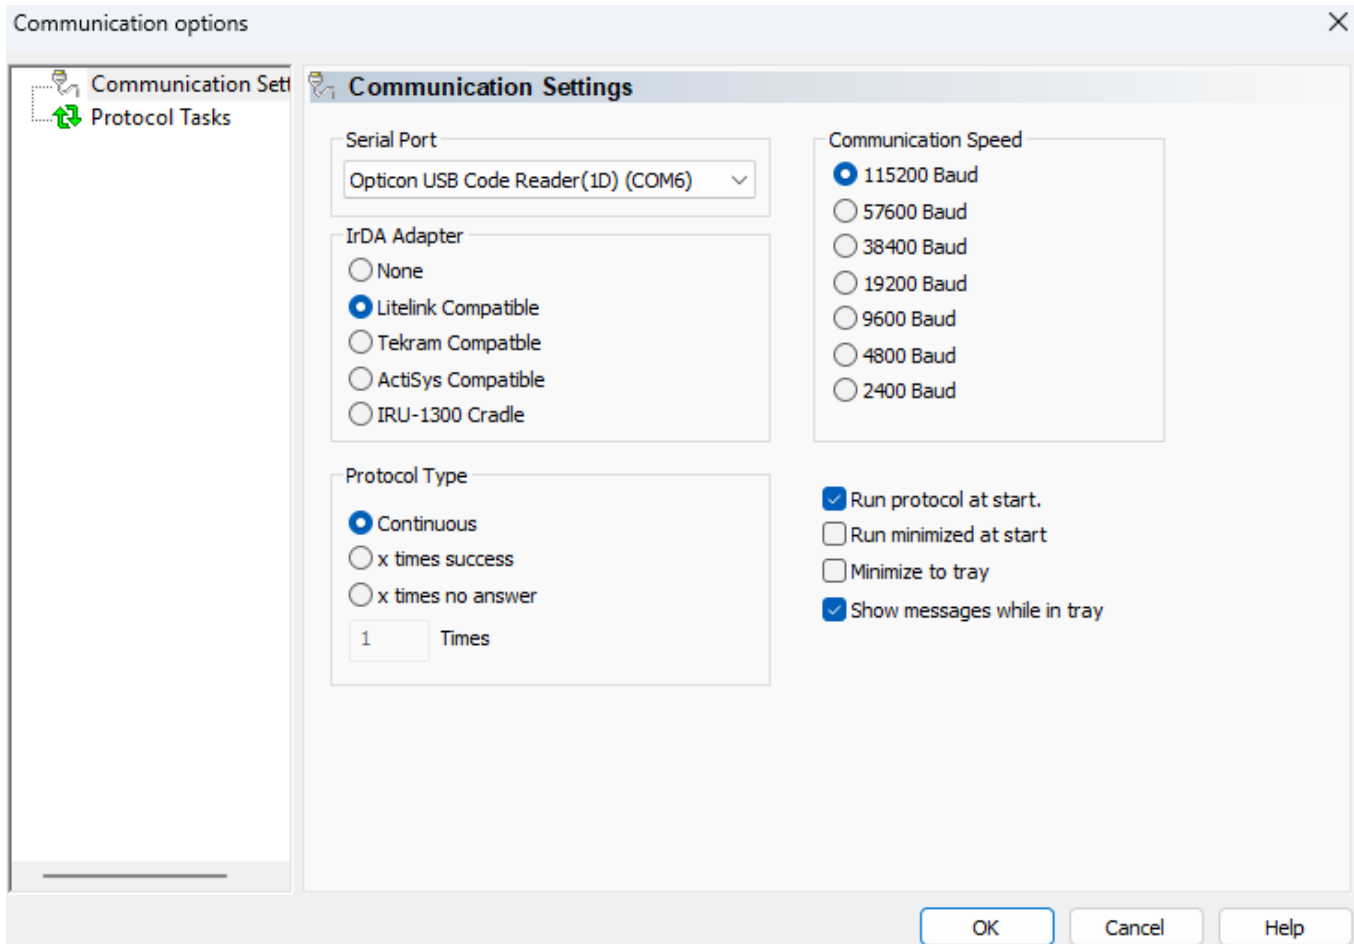 Communication options
Communication Sett
Protocol Tasks
Communication Settings
Serial Port
Opticon USB Code Reader(1D) (COM6)
IrDA Adapter
None
Litelink Compatible
Tekram Compatble
ActiSys Compatible
IRU-1300 Cradle
Communication Speed
115200 Baud
57600 Baud
38400 Baud
19200 Baud
9600 Baud
4800 Baud
2400 Baud
Protocol Type
Continuous
x times success
x times no answer
1 Times
Run protocol at start.
Run minimized at start
Minimize to tray
Show messages while in tray
OK
Cancel
Help